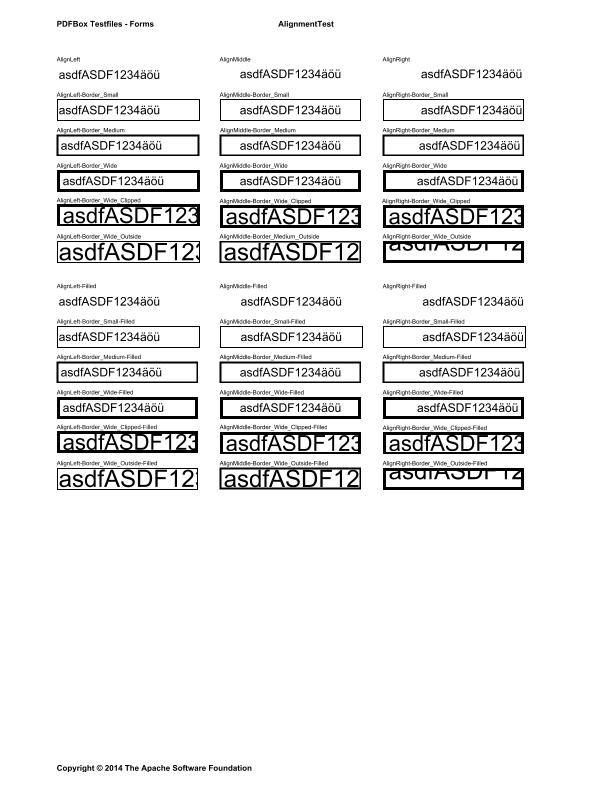 PDFBox Testfiles - Forms AlignmentTest
AlignLeft AlignMiddle AlignRight
asdfASDF1234äöü asdfASDF1234äöü asdfASDF1234äöü
AlignLeft-Border_Small AlignMiddle-Border_Small AlignRight-Border_Small
asdfASDF1234äöü asdfASDF1234äöü asdfASDF1234äöü
AlignLeft-Border_Medium AlignMiddle-Border_Medium AlignRight-Border_Medium
asdfASDF1234äöü asdfASDF1234äöü asdfASDF1234äöü
AlignLeft-Border_Wide AlignMiddle-Border_Wide AlignRight-Border_Wide
asdfASDF1234äöü asdfASDF1234äöü asdfASDF1234äöü
AlignLeft-Border_Wide_Clipped AlignMiddle-Border_Wide_Clipped AlignRight-Border_Wide_Clipped
asdfASDF123 asdfASDF123 asdfASDF123
AlignLeft-Border_Wide_Outside AlignMiddle-Border_Medium_Outside AlignRight-Border_Wide_Outside
asdfASDF123 asdfASDF12 asdfASDF12
AlignLeft-Filled AlignMiddle-Filled AlignRight-Filled
asdfASDF1234äöü asdfASDF1234äöü asdfASDF1234äöü
AlignLeft-Border_Small-Filled AlignMiddle-Border_Small-Filled AlignRight-Border_Small-Filled
asdfASDF1234äöü asdfASDF1234äöü asdfASDF1234äöü
AlignLeft-Border_Medium-Filled AlignMiddle-Border_Medium-Filled AlignRight-Border_Medium-Filled
asdfASDF1234äöü asdfASDF1234äöü asdfASDF1234äöü
AlignLeft-Border_Wide-Filled AlignMiddle-Border_Wide-Filled AlignRight-Border_Wide-Filled
asdfASDF1234äöü asdfASDF1234äöü asdfASDF1234äöü
AlignLeft-Border_Wide_Clipped-Filled AlignMiddle-Border_Wide_Clipped-Filled AlignRight-Border_Wide_Clipped-Filled
asdfASDF123 asdfASDF123 asdfASDF123
AlignLeft-Border_Wide_Outside-Filled AlignMiddle-Border_Wide_Outside-Filled AlignRight-Border_Wide_Outside-Filled
asdfASDF123 asdfASDF12 asdfASDF12
Copyright © 2014 The Apache Software Foundation